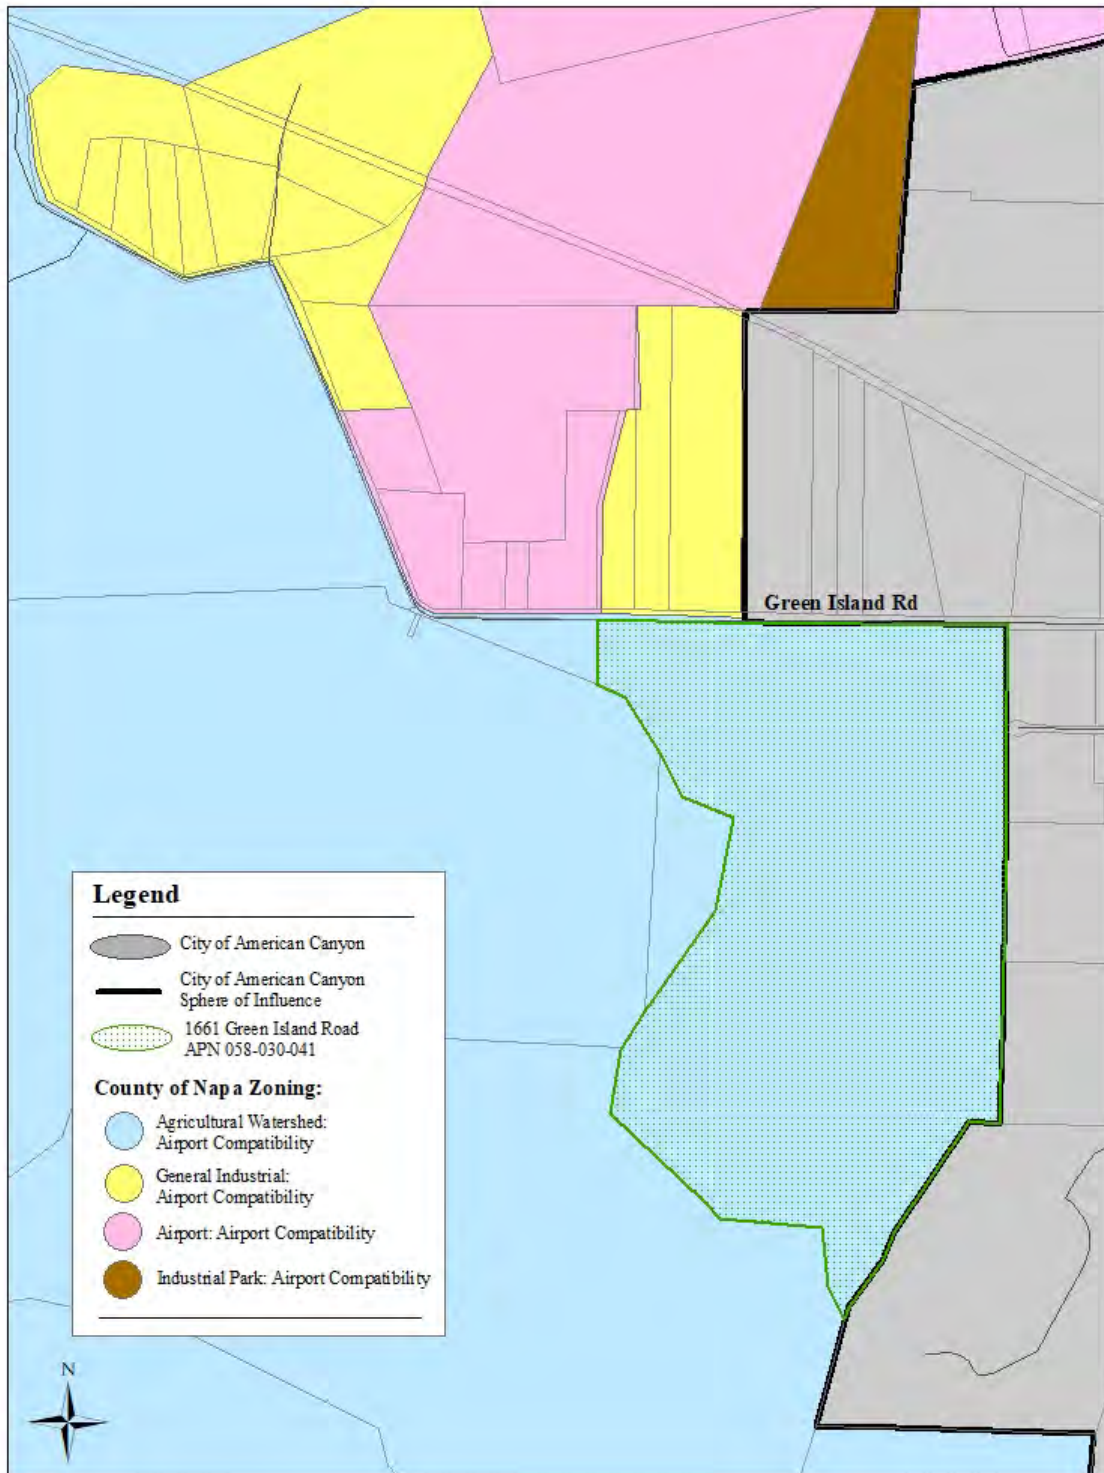 Green Island Rd
Legend
City of American Canyon
City of American Canyon
Sphere of Influence
1661 Green Island Road
APN 058-030-041
County of Napa Zoning:
Agricultural Watershed:
Airport Compatibility
General Industrial:
Airport Compatibility
Airport: Airport Compatibility
Industrial Park: Airport Compatibility
N